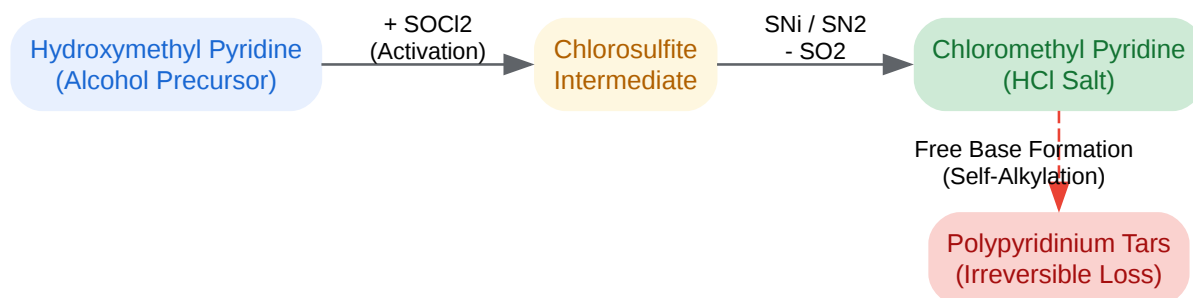 Hydroxymethyl Pyridine
(Alcohol Precursor)
+ SOCl2
(Activation)
Chlorosulfite
Intermediate
SNi / SN2
- SO2
Chloromethyl Pyridine
(HCl Salt)
Free Base Formation
(Self-Alkylation)
Polypyridinium Tars
(Irreversible Loss)